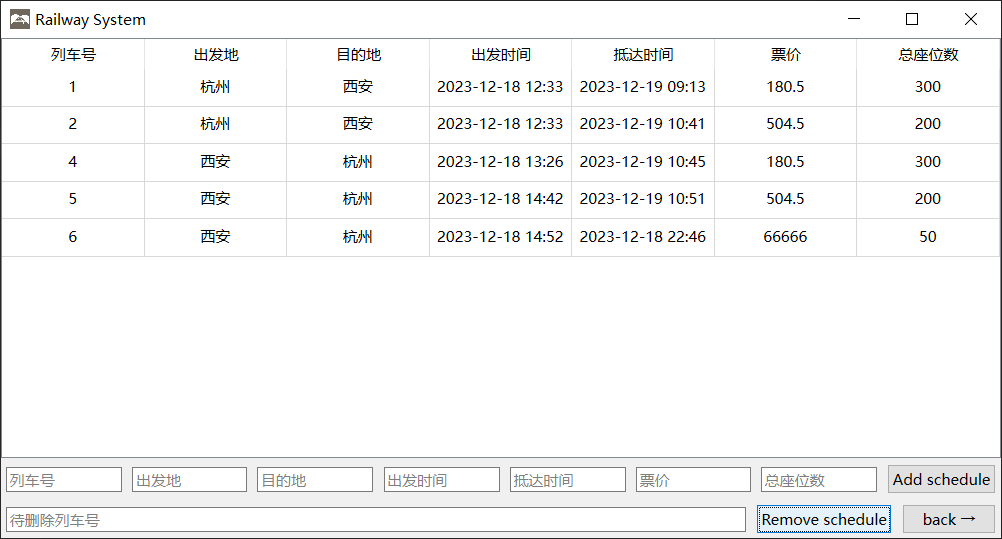 Railway System
列车号 出发地 目的地 出发时间 抵达时间 票价 总座位数
1 杭州 西安 2023-12-18 12:33 2023-12-19 09:13 180.5 300
2 杭州 西安 2023-12-18 12:33 2023-12-19 10:41 504.5 200
4 西安 杭州 2023-12-18 13:26 2023-12-19 10:45 180.5 300
5 西安 杭州 2023-12-18 14:42 2023-12-19 10:51 504.5 200
6 西安 杭州 2023-12-18 14:52 2023-12-18 22:46 66666 50
列车号 出发地 目的地 出发时间 抵达时间 票价 总座位数 Add schedule
待删除列车号 Remove schedule back →